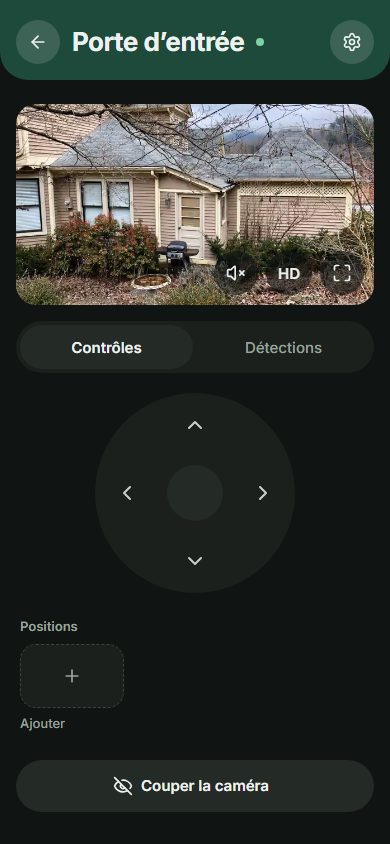 Porte d’entrée
HD
Contrôles
Détections
Positions
Ajouter
Couper la caméra